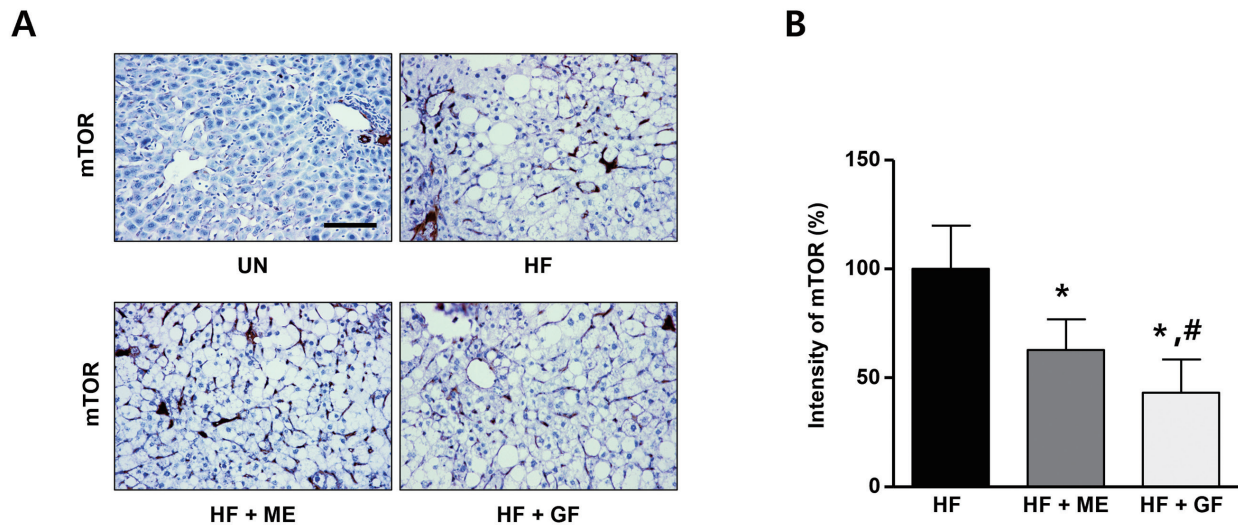 A
mTOR
UN
HF
mTOR
HF + ME
HF + GF
B
Intensity of mTOR (%)
150
100
50
0
*
*,#
HF
HF + ME
HF + GF